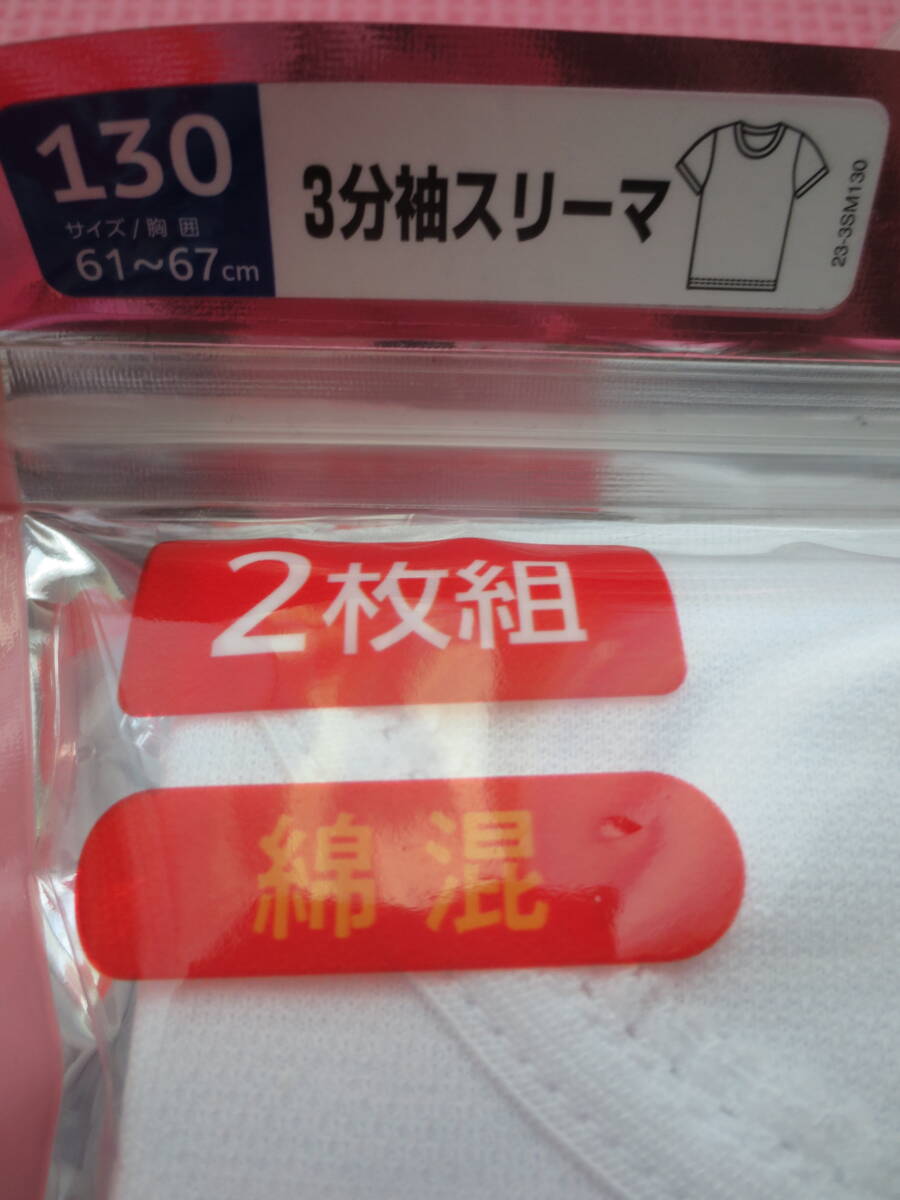 130
サイズ/胸囲
61～67cm
3分袖スリーマ
23-3SM130
2枚組
綿混